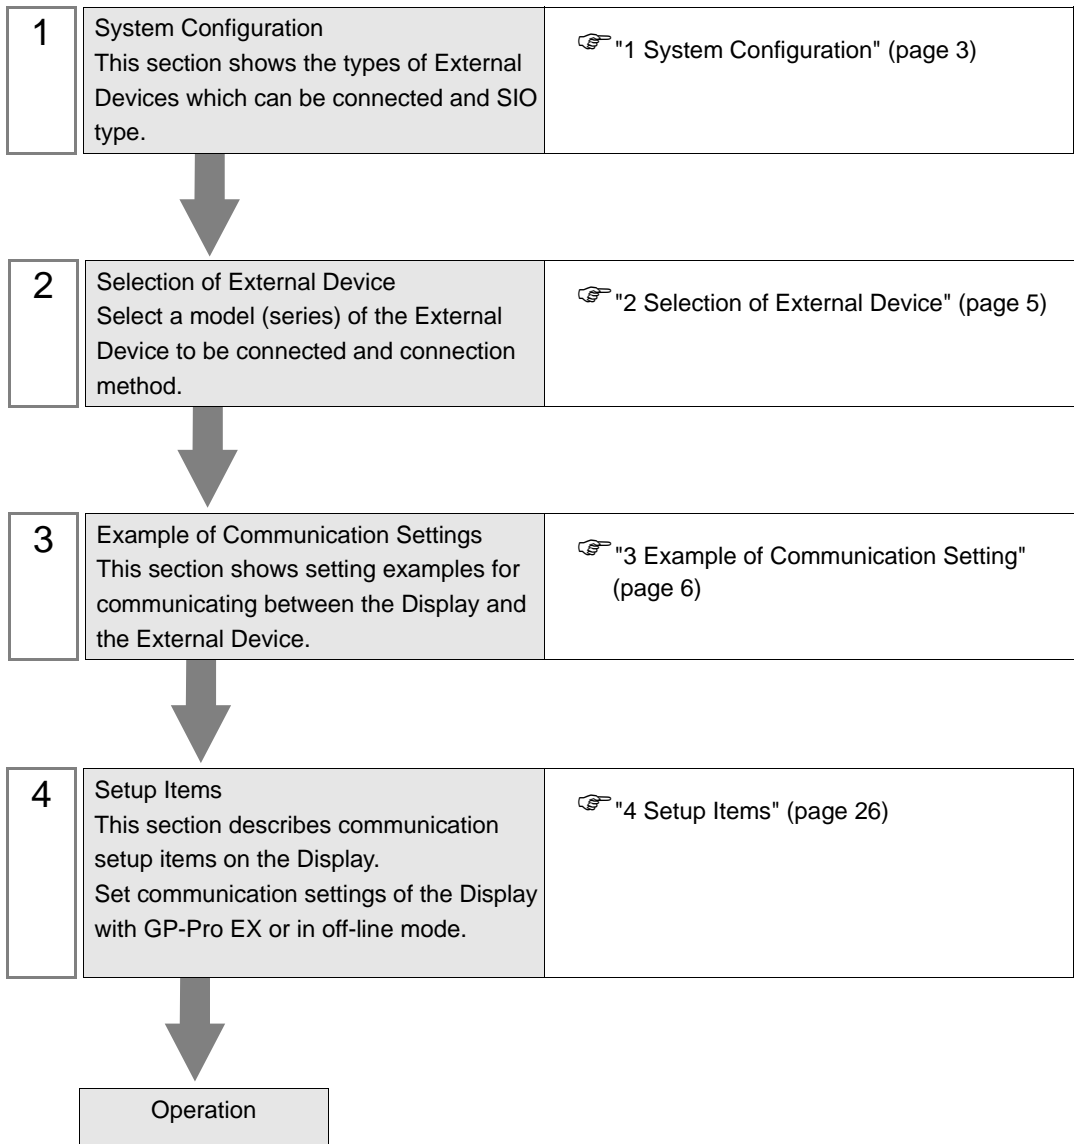 1
System Configuration
This section shows the types of External
Devices which can be connected and SIO
type.
"1 System Configuration" (page 3)
2
Selection of External Device
Select a model (series) of the External
Device to be connected and connection
method.
"2 Selection of External Device" (page 5)
3
Example of Communication Settings
This section shows setting examples for
communicating between the Display and
the External Device.
"3 Example of Communication Setting"
(page 6)
4
Setup Items
This section describes communication
setup items on the Display.
Set communication settings of the Display
with GP-Pro EX or in off-line mode.
"4 Setup Items" (page 26)
Operation